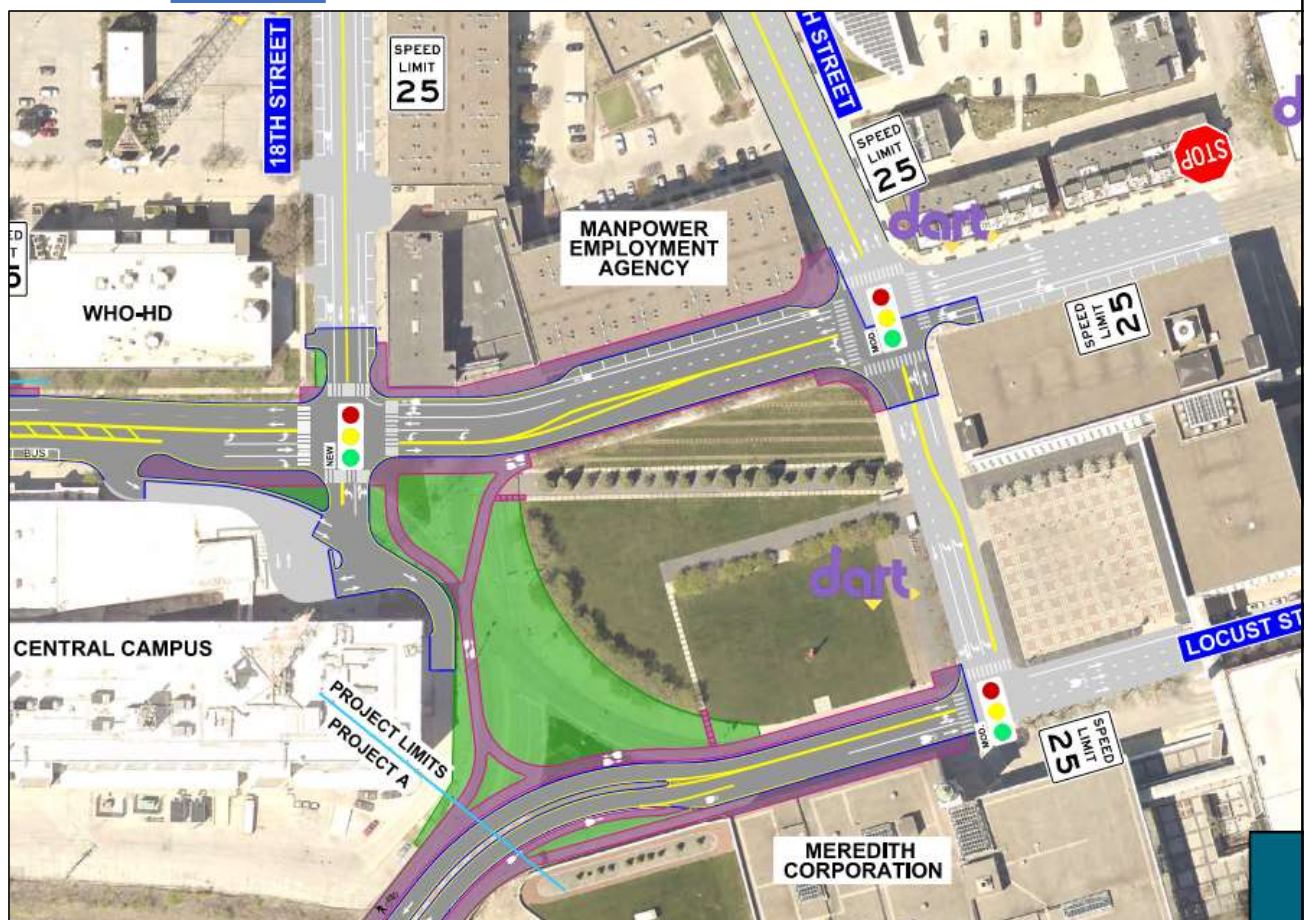 18TH STREET
SPEED
LIMIT
25
H STREET
SPEED
LIMIT
25
STOP
dart
MANPOWER
EMPLOYMENT
AGENCY
WHO-HD
MOD
SPEED
LIMIT
25
NEW
BUS
dart
CENTRAL CAMPUS
PROJECT LIMITS
PROJECT A
LOCUST ST
MOD
SPEED
LIMIT
25
MEREDITH
CORPORATION